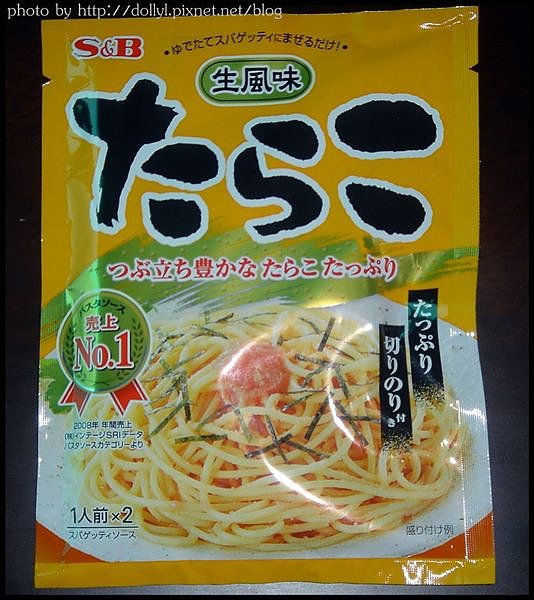 photo by http://dollyl.pixnet.net/blog
S&B
・ゆでたてスパゲッティにまぜるだけ!・
生風味
たらこ
つぶ立ち豊かなたらこたっぷり
パスタソース
売上
No.1
2008年 年間売上
(株)インテージSRIデータ
パスタソースカテゴリーより
たっぷり
切りのり付き
1人前×2
スパゲッティソース
盛り付け例